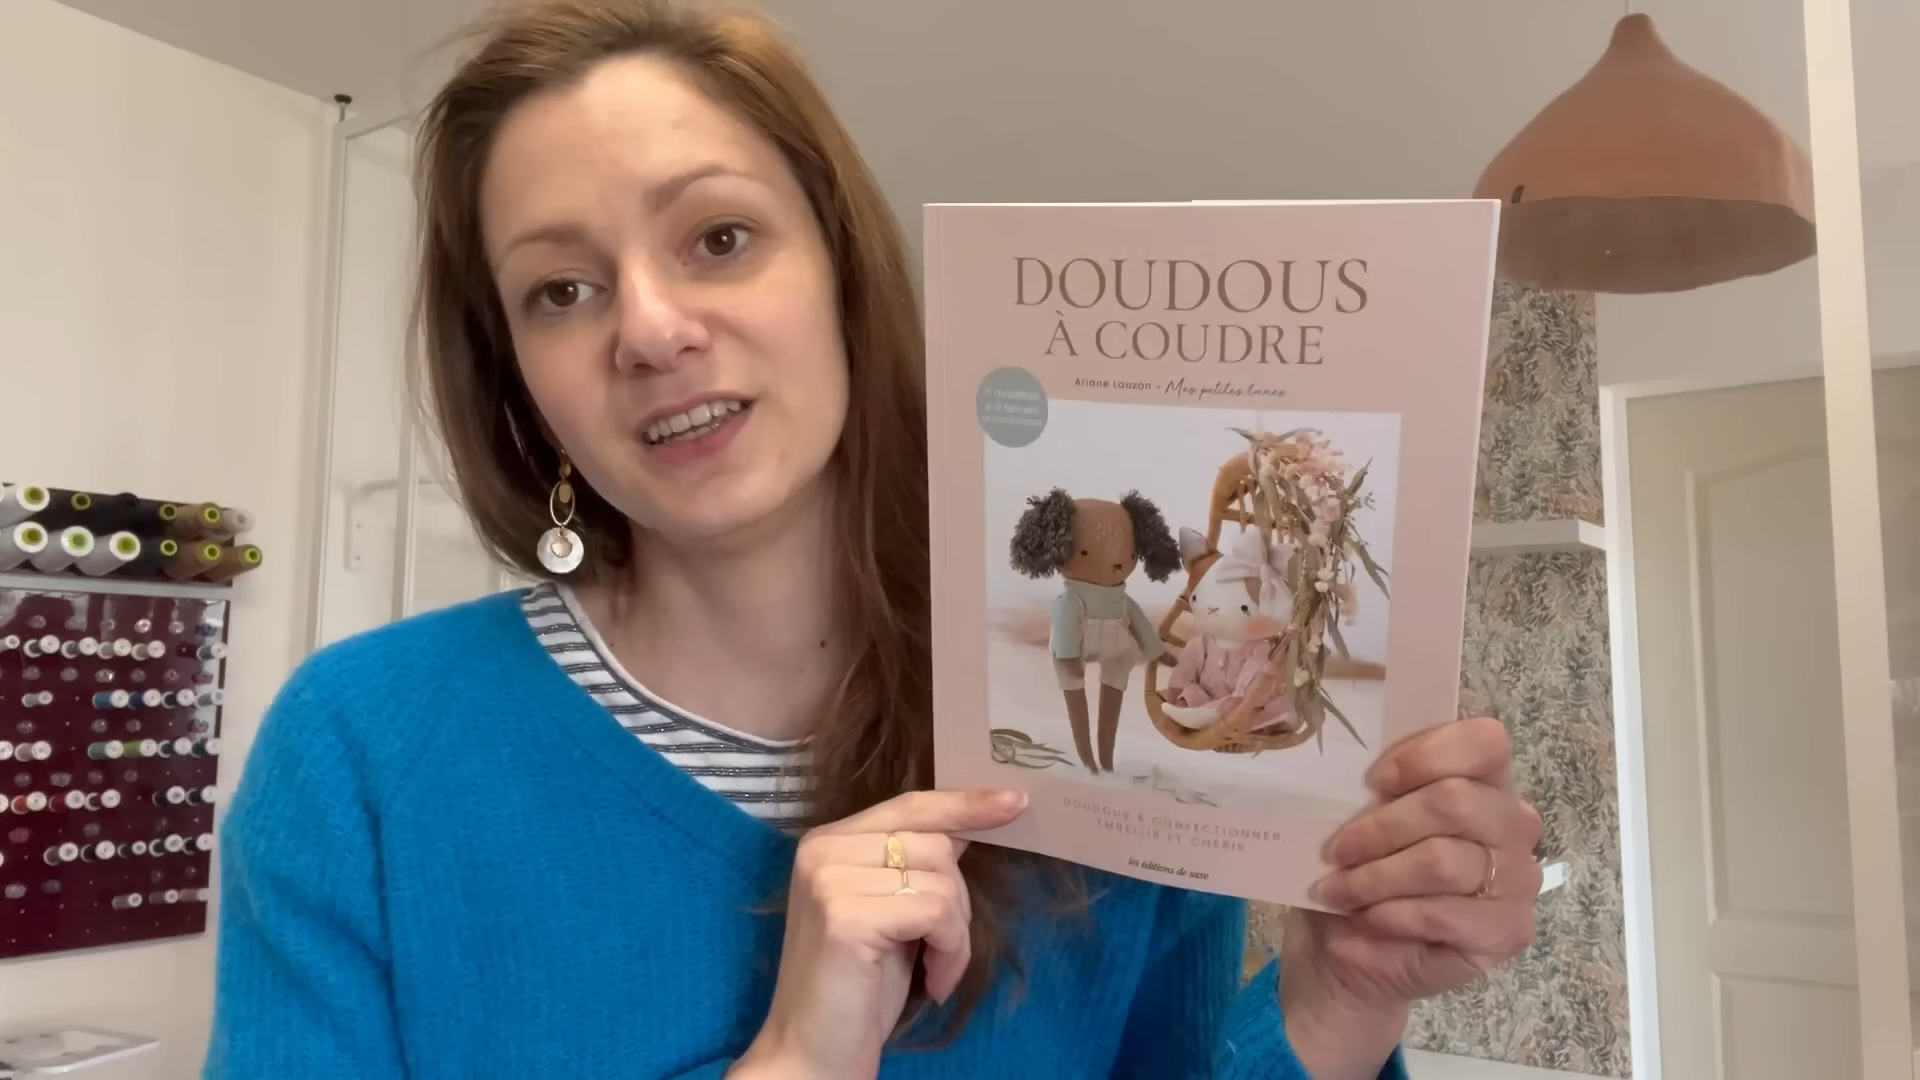 DOUDOUS
À COUDRE
Ariane Lauzon - Mes petites lunes
DOUDOUS À CONFECTIONNER,
EMBELLIR ET CHÉRIR
les éditions de saxe